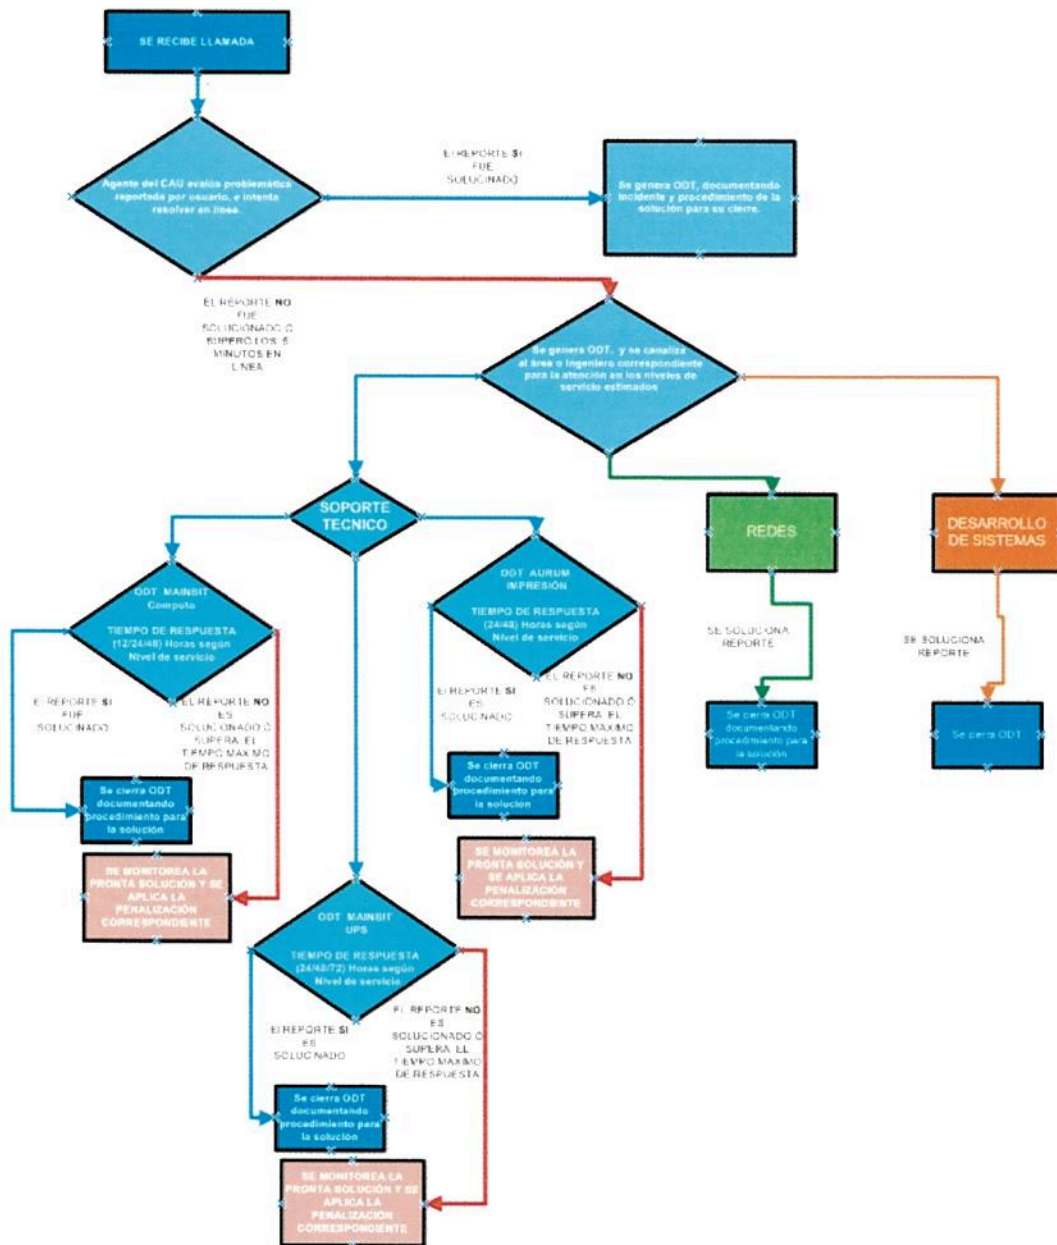 SE RECIBE LLAMADA
Agente del CAU evalúa problemática
reportada por usuario, e intenta
resolver en línea.
El REPORTE SI
FUE
SOLUCINADO
Se genera ODT, documentando
incidente y procedimiento de la
solución para su cierre.
EL REPORTE NO
FUE
SOLUCIONADO Ó
SUPERÓ LOS 5
MINUTOS EN
LINEA
Se genera ODT, y se canaliza
al área o ingeniero correspondiente
para la atención en los niveles de
servicio estimados
SOPORTE
TECNICO
REDES
DESARROLLO
DE SISTEMAS
ODT MAINBIT
Computo
TIEMPO DE RESPUESTA
(12/24/48) Horas según
Nivel de servicio
ODT AURUM
IMPRESIÓN
TIEMPO DE RESPUESTA
(24/48) Horas según
Nivel de servicio
SE SOLUCIONA
REPORTE
SE SOLUCIONA
REPORTE
El REPORTE SI
FUE
SOLUCINADO
EL REPORTE NO
ES
SOLUCIONADO Ó
SUPERA EL
TIEMPO MAXIMO
DE RESPUESTA
El REPORTE SI
ES
SOLUCINADO
EL REPORTE NO
ES
SOLUCIONADO Ó
SUPERA EL
TIEMPO MAXIMO
DE RESPUESTA
Se cierra ODT
documentando
procedimiento para
la solución
Se cierra ODT
Se cierra ODT
documentando
procedimiento para
la solución
Se cierra ODT
documentando
procedimiento para
la solución
SE MONITOREA LA
PRONTA SOLUCIÓN Y SE
APLICA LA
PENALIZACIÓN
CORRESPONDIENTE
SE MONITOREA LA
PRONTA SOLUCIÓN Y
SE APLICA LA
PENALIZACIÓN
CORRESPONDIENTE
ODT MAINBIT
UPS
TIEMPO DE RESPUESTA
(24/48/72) Horas según
Nivel de servicio
El REPORTE SI
ES
SOLUCINADO
EL REPORTE NO
ES
SOLUCIONADO Ó
SUPERA EL
TIEMPO MAXIMO
DE RESPUESTA
Se cierra ODT
documentando
procedimiento para
la solución
SE MONITOREA LA
PRONTA SOLUCIÓN Y SE
APLICA LA
PENALIZACIÓN
CORRESPONDIENTE